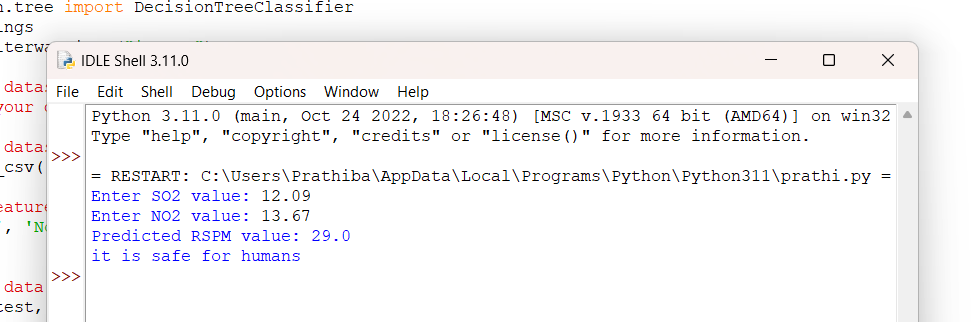 n.tree import DecisionTreeClassifier
ings
IDLE Shell 3.11.0
File Edit Shell Debug Options Window Help
Python 3.11.0 (main, Oct 24 2022, 18:26:48) [MSC v.1933 64 bit (AMD64)] on win32
Type "help", "copyright", "credits" or "license()" for more information.
>>>
= RESTART: C:\Users\Prathiba\AppData\Local\Programs\Python\Python311\prathi.py =
Enter SO2 value: 12.09
Enter NO2 value: 13.67
Predicted RSPM value: 29.0
it is safe for humans
>>>
data
your
data
_csv(
eature
', 'N
data
test,